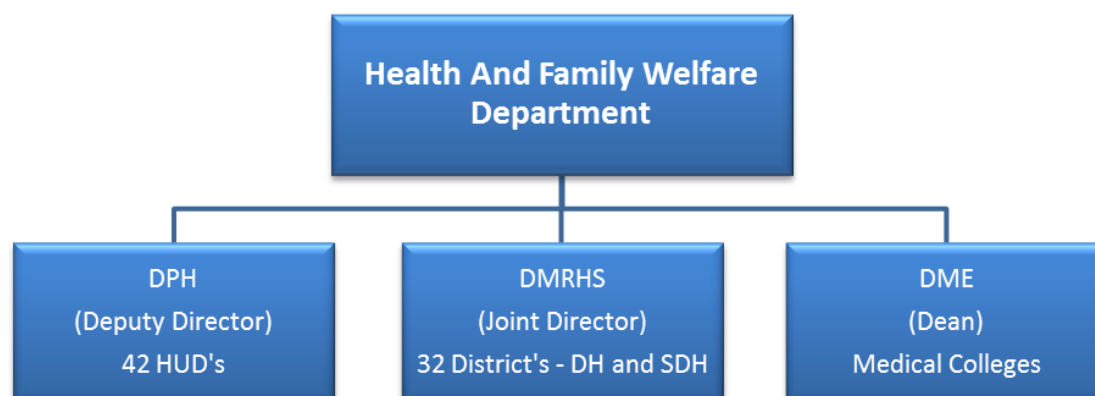 Health And Family Welfare
Department
DPH
(Deputy Director)
42 HUD's
DMRHS
(Joint Director)
32 District's - DH and SDH
DME
(Dean)
Medical Colleges